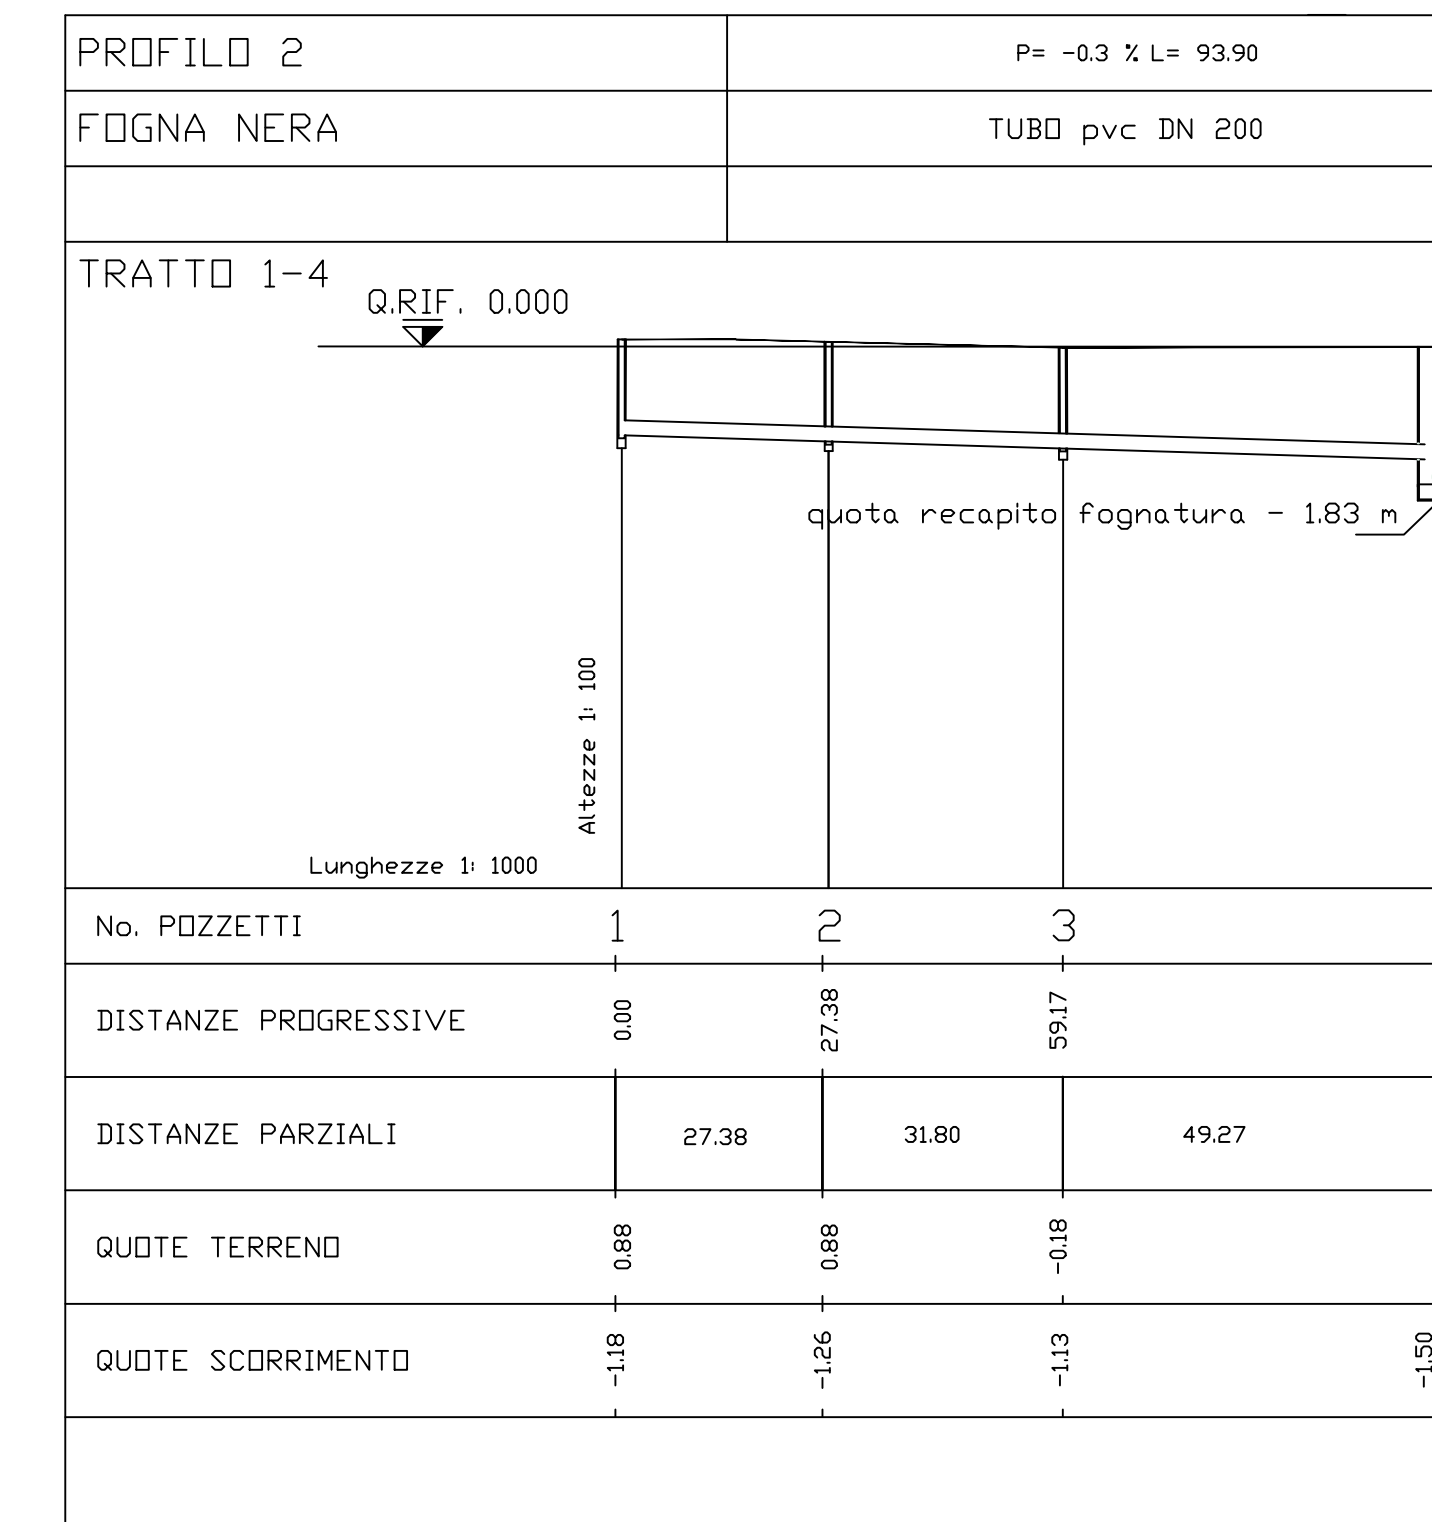 PROFILO 2
P= -0.3 % L= 93.90
FOGNA NERA
TUBO pvc DN 200
TRATTO 1-4
Q.RIF. 0.000
quota recapito fognatura - 1.83 m
Altezze 1: 100
Lunghezze 1: 1000
No. POZZETTI 1 2 3
DISTANZE PROGRESSIVE 0.00 27.38 59.17
DISTANZE PARZIALI 27.38 31.80 49.27
QUOTE TERRENO 0.88 0.88 -0.18
QUOTE SCORRIMENTO -1.18 -1.26 -1.13 -1.50